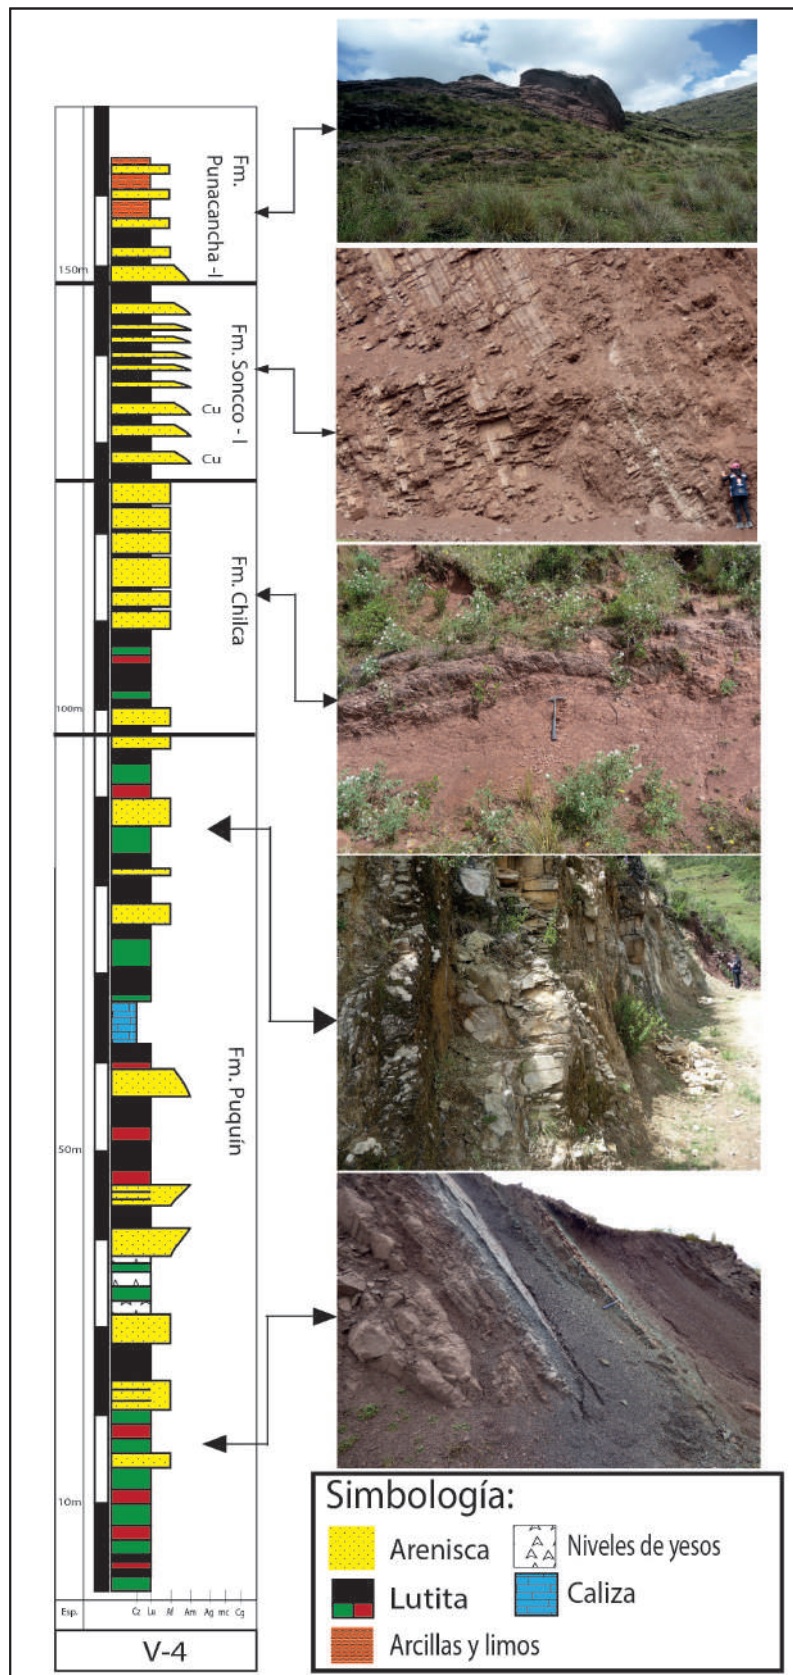 Fm.
Punacancha -I
150m
Fm. Soncco - I
Cu
Cu
Fm. Chilca
100m
Fm. Puquín
50m
10m
Esp.
Cz Lu Af Am Ag mc Cg
V-4
Simbología:
Arenisca
Niveles de yesos
Lutita
Caliza
Arcillas y limos